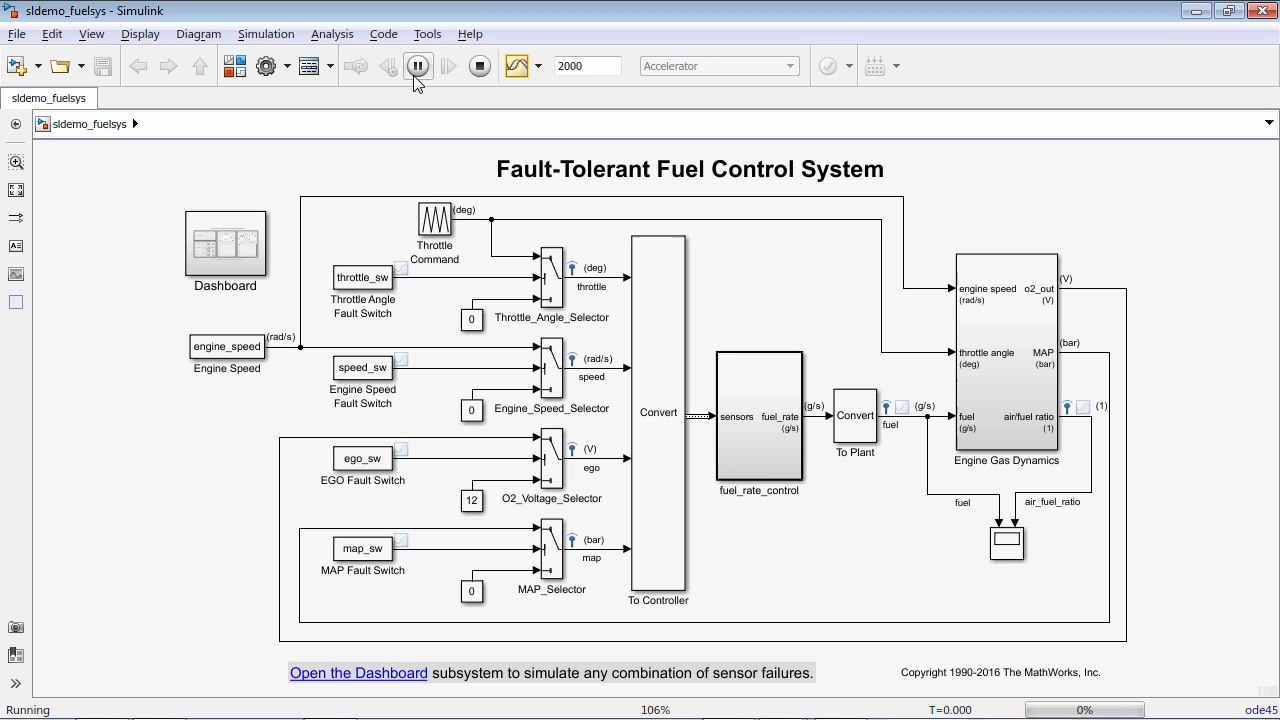 sldemo_fuelsys - Simulink
File Edit View Display Diagram Simulation Analysis Code Tools Help
2000 Accelerator
sldemo_fuelsys
sldemo_fuelsys
Fault-Tolerant Fuel Control System
(deg)
Throttle
Command
Dashboard
throttle_sw
Throttle Angle
Fault Switch
0
(deg)
throttle
Throttle_Angle_Selector
engine_speed
(rad/s)
Engine Speed
speed_sw
Engine Speed
Fault Switch
0
(rad/s)
speed
Engine_Speed_Selector
ego_sw
EGO Fault Switch
12
(V)
ego
O2_Voltage_Selector
map_sw
MAP Fault Switch
0
(bar)
map
MAP_Selector
Convert
To Controller
sensors
fuel_rate
(g/s)
fuel_rate_control
(g/s)
Convert
To Plant
fuel
(g/s)
engine speed
(rad/s)
o2_out
(V)
throttle angle
(deg)
MAP
(bar)
fuel
(g/s)
air/fuel ratio
(1)
Engine Gas Dynamics
(V)
(bar)
(1)
fuel
air_fuel_ratio
Open the Dashboard subsystem to simulate any combination of sensor failures.
Copyright 1990-2016 The MathWorks, Inc.
Running 106% T=0.000 0% ode45